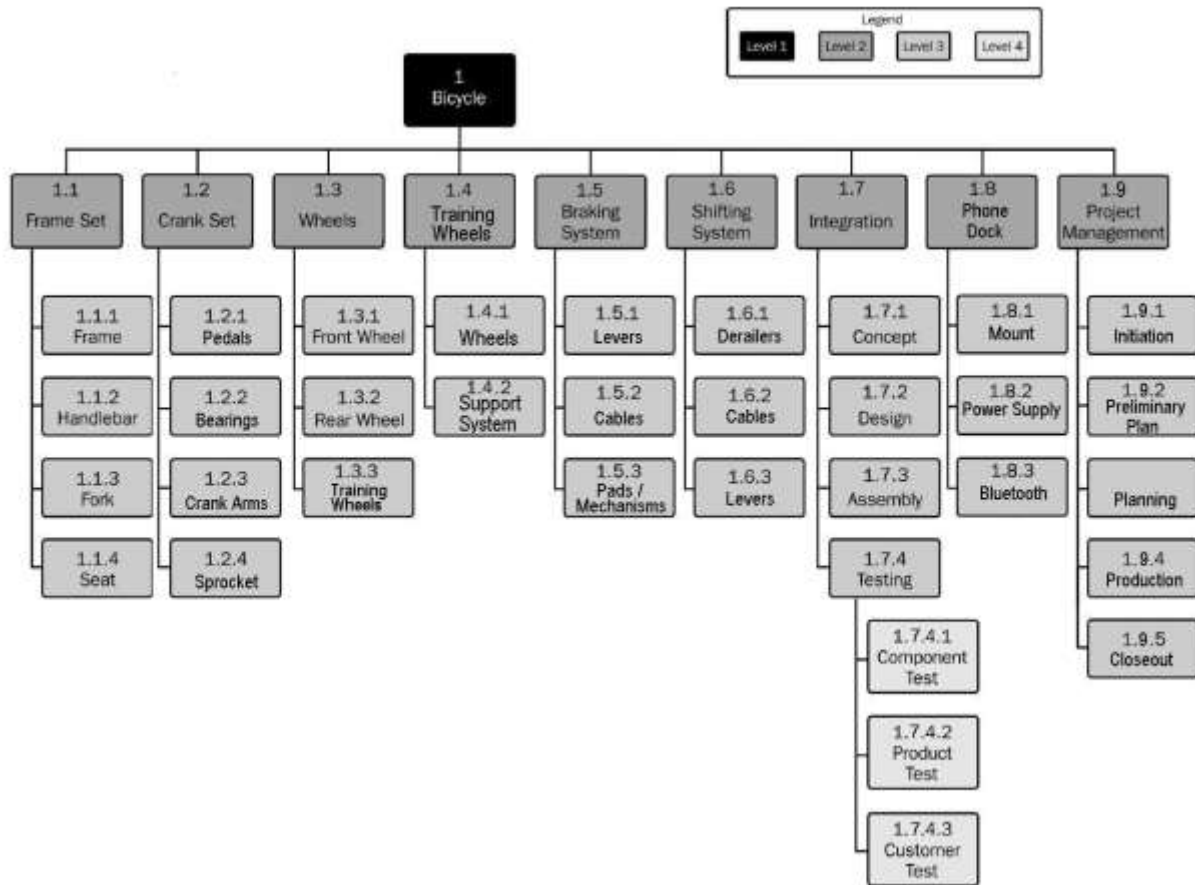 Legend
Level 1
Level 2
Level 3
Level 4
1
Bicycle
1.1
Frame Set
1.2
Crank Set
1.3
Wheels
1.4
Training
Wheels
1.5
Braking
System
1.6
Shifting
System
1.7
Integration
1.8
Phone
Dock
1.9
Project
Management
1.1.1
Frame
1.1.2
Handlebar
1.1.3
Fork
1.1.4
Seat
1.2.1
Pedals
1.2.2
Bearings
1.2.3
Crank Arms
1.2.4
Sprocket
1.3.1
Front Wheel
1.3.2
Rear Wheel
1.3.3
Training
Wheels
1.4.1
Wheels
1.4.2
Support
System
1.5.1
Levers
1.5.2
Cables
1.5.3
Pads /
Mechanisms
1.6.1
Derailers
1.6.2
Cables
1.6.3
Levers
1.7.1
Concept
1.7.2
Design
1.7.3
Assembly
1.7.4
Testing
1.7.4.1
Component
Test
1.7.4.2
Product
Test
1.7.4.3
Customer
Test
1.8.1
Mount
1.8.2
Power Supply
1.8.3
Bluetooth
1.9.1
Initiation
1.9.2
Preliminary
Plan
Planning
1.9.4
Production
1.9.5
Closeout